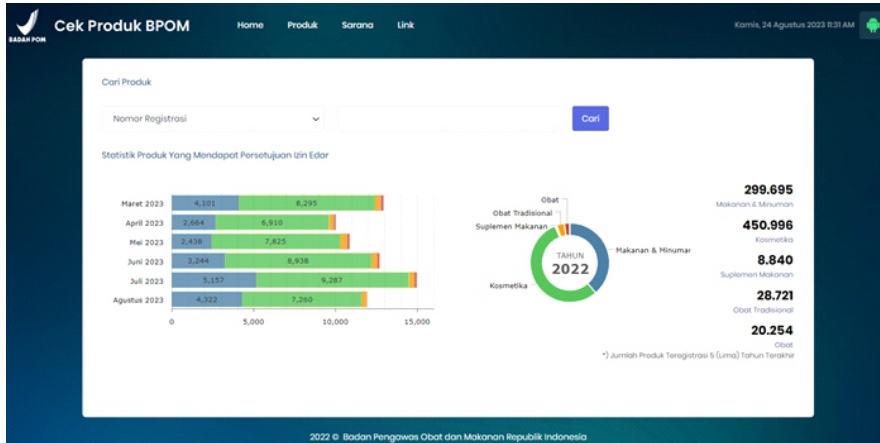 BADAN POM
Cek Produk BPOM
Home Produk Sarana Link
Kamis, 24 Agustus 2023 11:31 AM
Cari Produk
Nomor Registrasi
Cari
Statistik Produk Yang Mendapat Persetujuan Izin Edar
Maret 2023 4,101 8,295
April 2023 2,664 6,910
Mei 2023 2,438 7,825
Juni 2023 3,244 8,938
Juli 2023 5,157 9,287
Agustus 2023 4,322 7,260
0 5,000 10,000 15,000
Obat
Obat Tradisional
Suplemen Makanan
Makanan & Minumar
Kosmetika
TAHUN
2022
299.695
Makanan & Minuman
450.996
Kosmetika
8.840
Suplemen Makanan
28.721
Obat Tradisional
20.254
Obat
*) Jumlah Produk Teregistrasi 5 (Lima) Tahun Terakhir
2022 © Badan Pengawas Obat dan Makanan Republik Indonesia